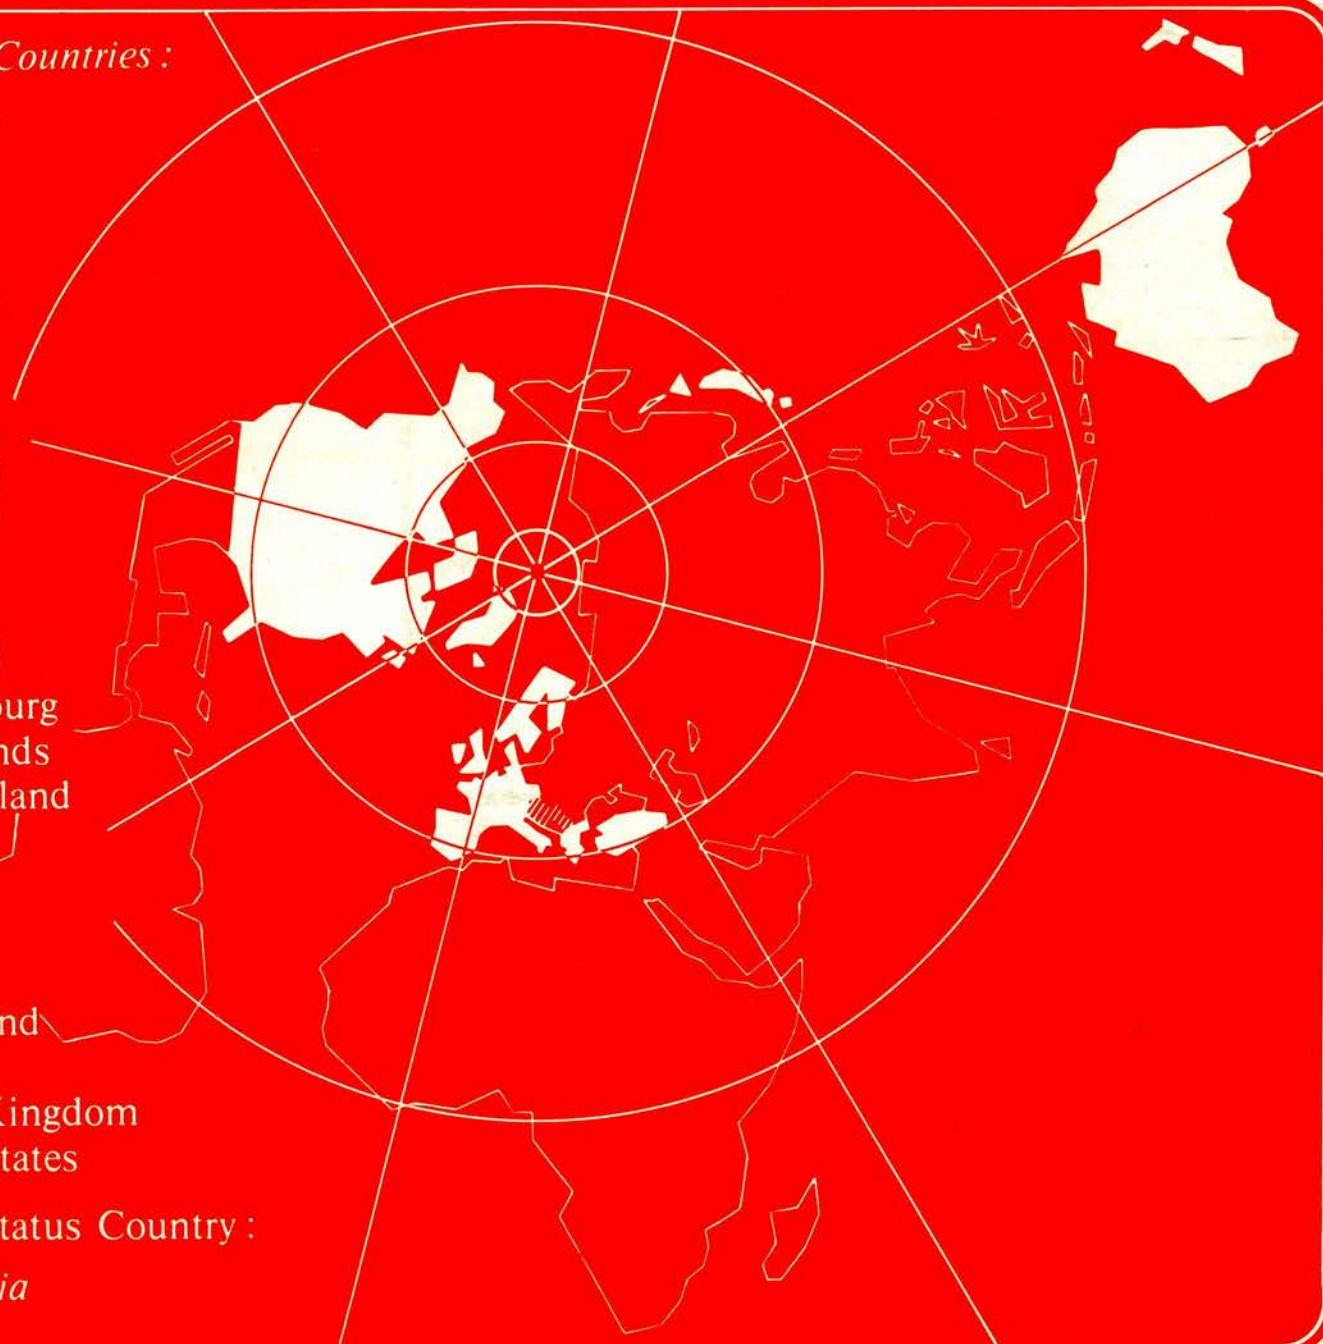 Countries :
ourg
nds
land
nd
Kingdom
tates
tatus Country :
ia